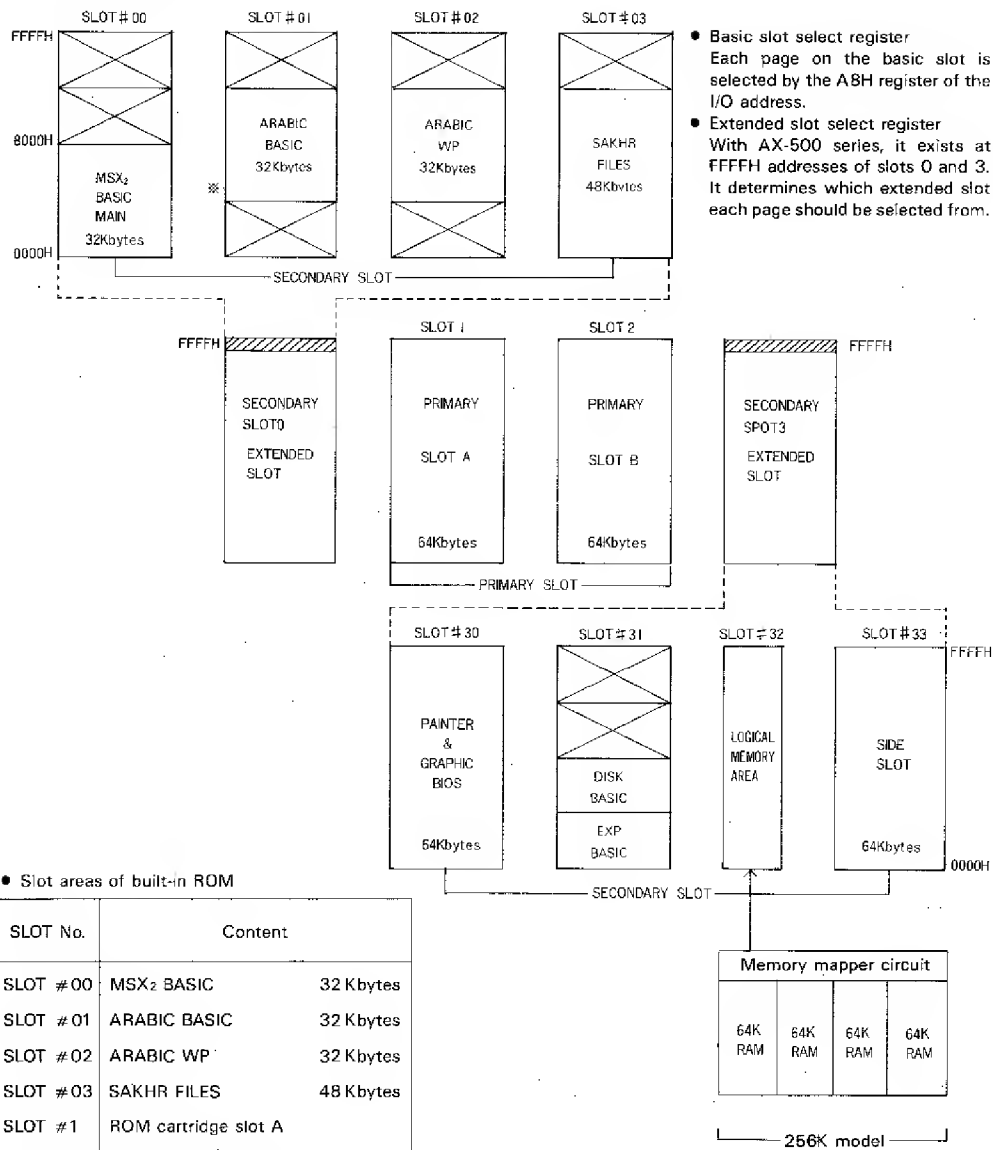 SLOT#00 SLOT#01 SLOT#02 SLOT#03
FFFFH
8000H
0000H
MSX2
BASIC
MAIN
32Kbytes
※
ARABIC
BASIC
32Kbytes
ARABIC
WP
32Kbytes
SAKHR
FILES
48Kbytes
SECONDARY SLOT
● Basic slot select register
Each page on the basic slot is
selected by the A8H register of the
I/O address.
● Extended slot select register
With AX-500 series, it exists at
FFFFH addresses of slots 0 and 3.
It determines which extended slot
each page should be selected from.
SLOT 1 SLOT 2
FFFFH
FFFFH
SECONDARY
SLOT0
EXTENDED
SLOT
PRIMARY
SLOT A
64Kbytes
PRIMARY
SLOT B
64Kbytes
SECONDARY
SPOT3
EXTENDED
SLOT
PRIMARY SLOT
SLOT#30 SLOT#31 SLOT#32 SLOT#33
FFFFH
PAINTER
&
GRAPHIC
BIOS
64Kbytes
DISK
BASIC
EXP
BASIC
LOGICAL
MEMORY
AREA
SIDE
SLOT
64Kbytes
0000H
SECONDARY SLOT
● Slot areas of built-in ROM
SLOT No. Content
SLOT #00 MSX2 BASIC 32 Kbytes
SLOT #01 ARABIC BASIC 32 Kbytes
SLOT #02 ARABIC WP 32 Kbytes
SLOT #03 SAKHR FILES 48 Kbytes
SLOT #1 ROM cartridge slot A
Memory mapper circuit
64K 64K 64K 64K
RAM RAM RAM RAM
256K model